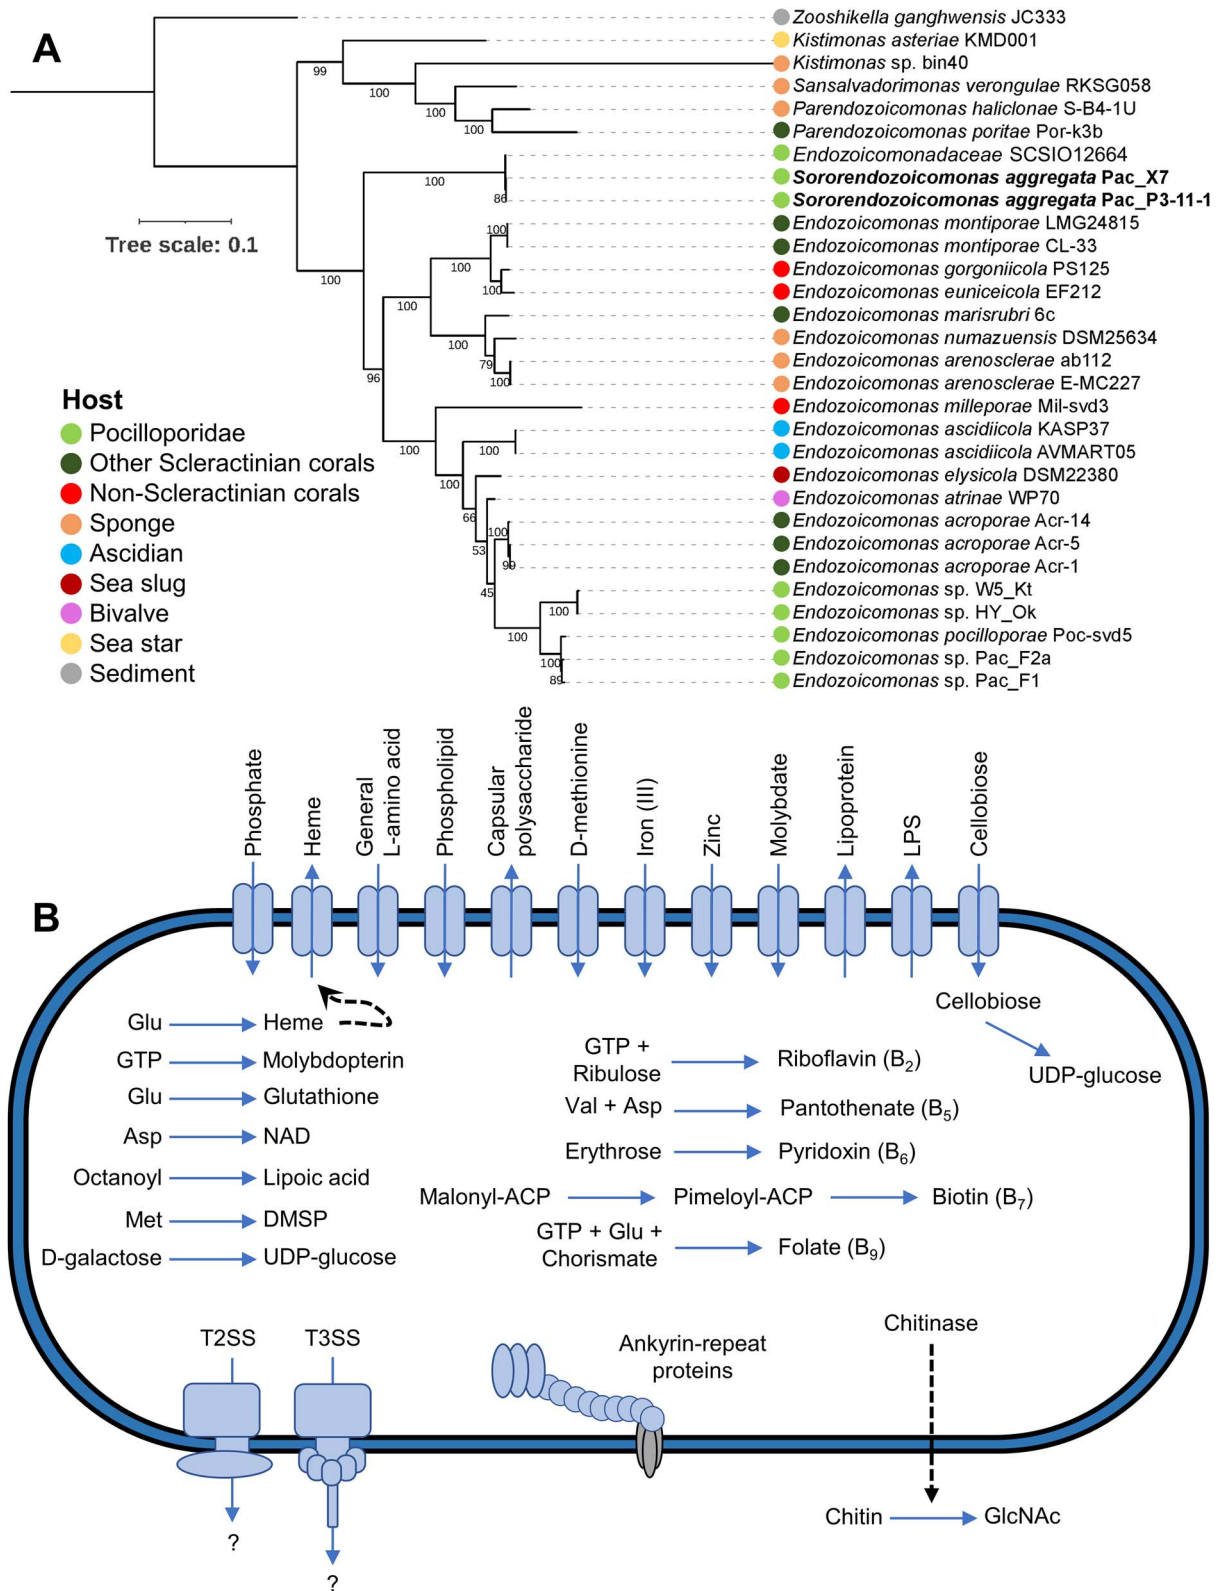 A
Zooshikella ganghwensis JC333
Kistimonas asteriae KMD001
Kistimonas sp. bin40
Sansalvadorimonas verongulae RKSG058
Parendozoicomonas haliclonae S-B4-1U
Parendozoicomonas poritae Por-k3b
Endozoicomonadaceae SCSIO12664
Sororendozoicomonas aggregata Pac_X7
Sororendozoicomonas aggregata Pac_P3-11-1
Endozoicomonas montiporae LMG24815
Endozoicomonas montiporae CL-33
Endozoicomonas gorgoniicola PS125
Endozoicomonas euniceicola EF212
Endozoicomonas marisrubri 6c
Endozoicomonas numazuensis DSM25634
Endozoicomonas arenosclerae ab112
Endozoicomonas arenosclerae E-MC227
Endozoicomonas milleporae Mil-svd3
Endozoicomonas ascidiicola KASP37
Endozoicomonas ascidiicola AVMART05
Endozoicomonas elysicola DSM22380
Endozoicomonas atrinae WP70
Endozoicomonas acroporae Acr-14
Endozoicomonas acroporae Acr-5
Endozoicomonas acroporae Acr-1
Endozoicomonas sp. W5_Kt
Endozoicomonas sp. HY_Ok
Endozoicomonas pocilloporae Poc-svd5
Endozoicomonas sp. Pac_F2a
Endozoicomonas sp. Pac_F1
99
100
100
100
100
86
100
100
100
100
100
100
79
100
96
100
100
100
66
53
100
99
45
100
100
100
89
Tree scale: 0.1
Host
Pocilloporidae
Other Scleractinian corals
Non-Scleractinian corals
Sponge
Ascidian
Sea slug
Bivalve
Sea star
Sediment
B
Phosphate
Heme
General
L-amino acid
Phospholipid
Capsular
polysaccharide
D-methionine
Iron (III)
Zinc
Molybdate
Lipoprotein
LPS
Cellobiose
Glu Heme
GTP Molybdopterin
Glu Glutathione
Asp NAD
Octanoyl Lipoic acid
Met DMSP
D-galactose UDP-glucose
GTP +
Ribulose Riboflavin (B2)
Val + Asp Pantothenate (B5)
Erythrose Pyridoxin (B6)
Malonyl-ACP Pimeloyl-ACP Biotin (B7)
GTP + Glu +
Chorismate Folate (B9)
Cellobiose
UDP-glucose
T2SS
?
T3SS
?
Ankyrin-repeat
proteins
Chitinase
Chitin GlcNAc